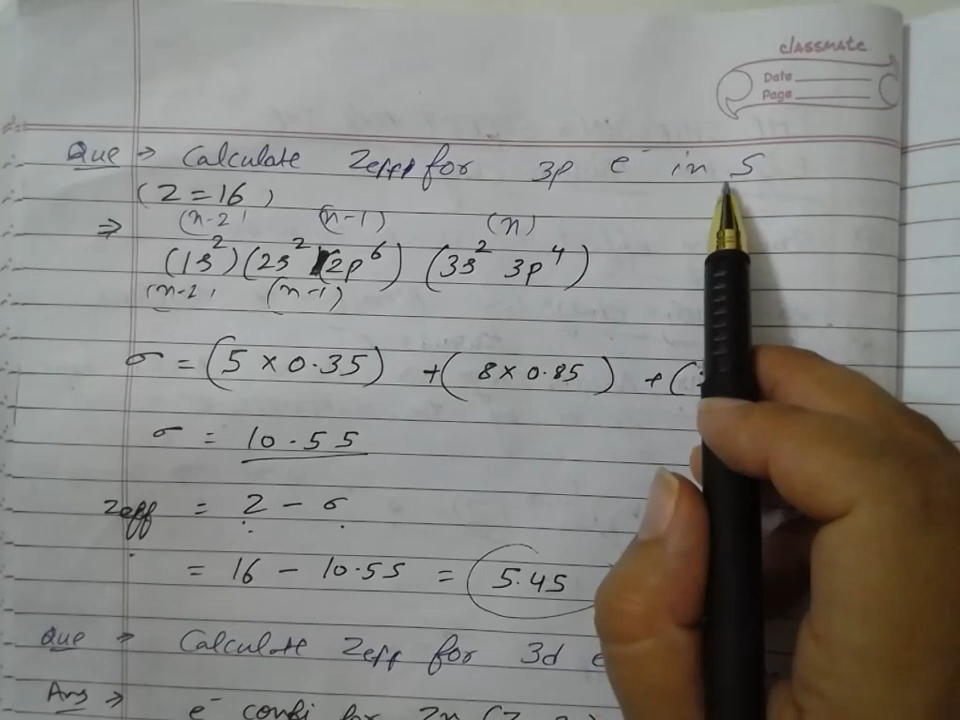 classmate
Date
Page
Que → Calculate Zeff for 3p e⁻ in S
(Z = 16)
(n-2) (n-1) (n)
⇒ (1s²)(2s² 2p⁶) (3s² 3p⁴)
(n-2) (n-1)
σ = (5 × 0.35) + (8 × 0.85) + (
σ = 10.55
Zeff = Z - σ
= 16 - 10.55 = 5.45
Que → Calculate Zeff for 3d e
Ans → e⁻ confi for Zn (Z